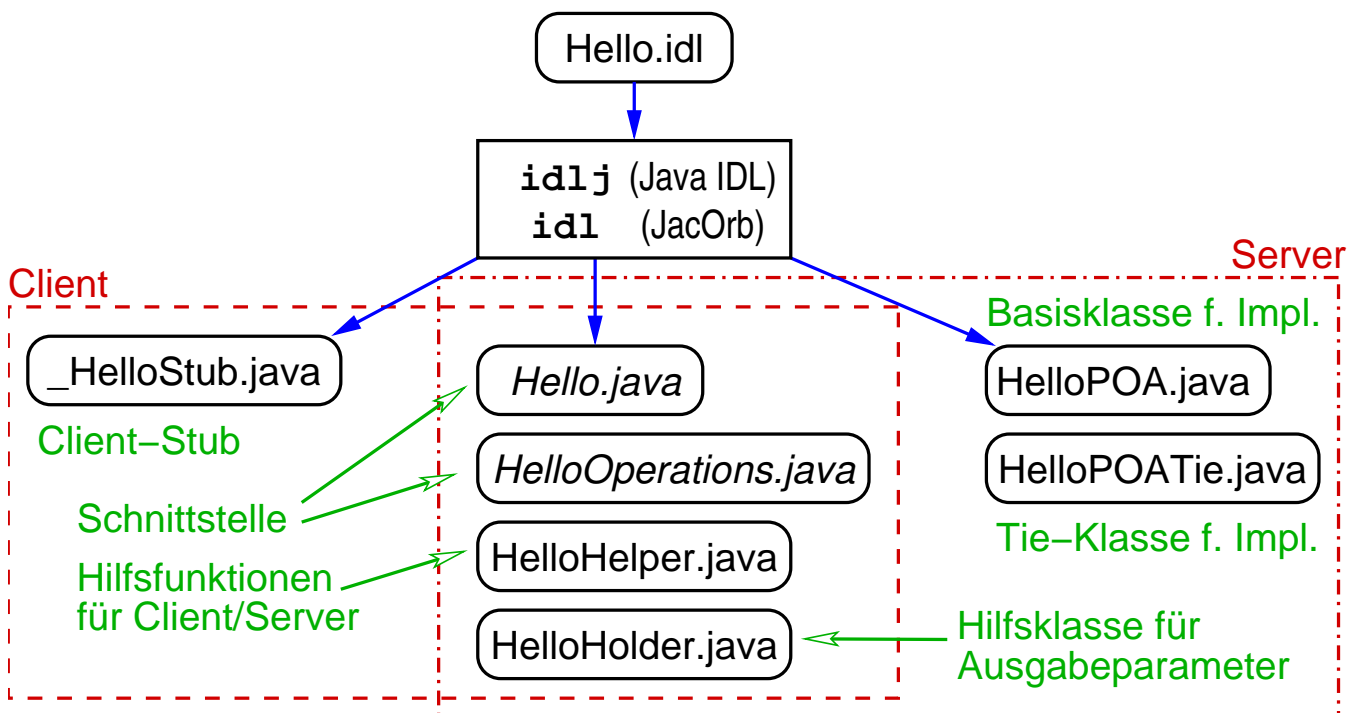 Hello.idl
idlj (Java IDL)
idl (JacOrb)
Client
Server
Basisklasse f. Impl.
_HelloStub.java
Hello.java
HelloPOA.java
Client−Stub
HelloOperations.java
HelloPOATie.java
Schnittstelle
Tie−Klasse f. Impl.
HelloHelper.java
Hilfsfunktionen
für Client/Server
HelloHolder.java
Hilfsklasse für
Ausgabeparameter